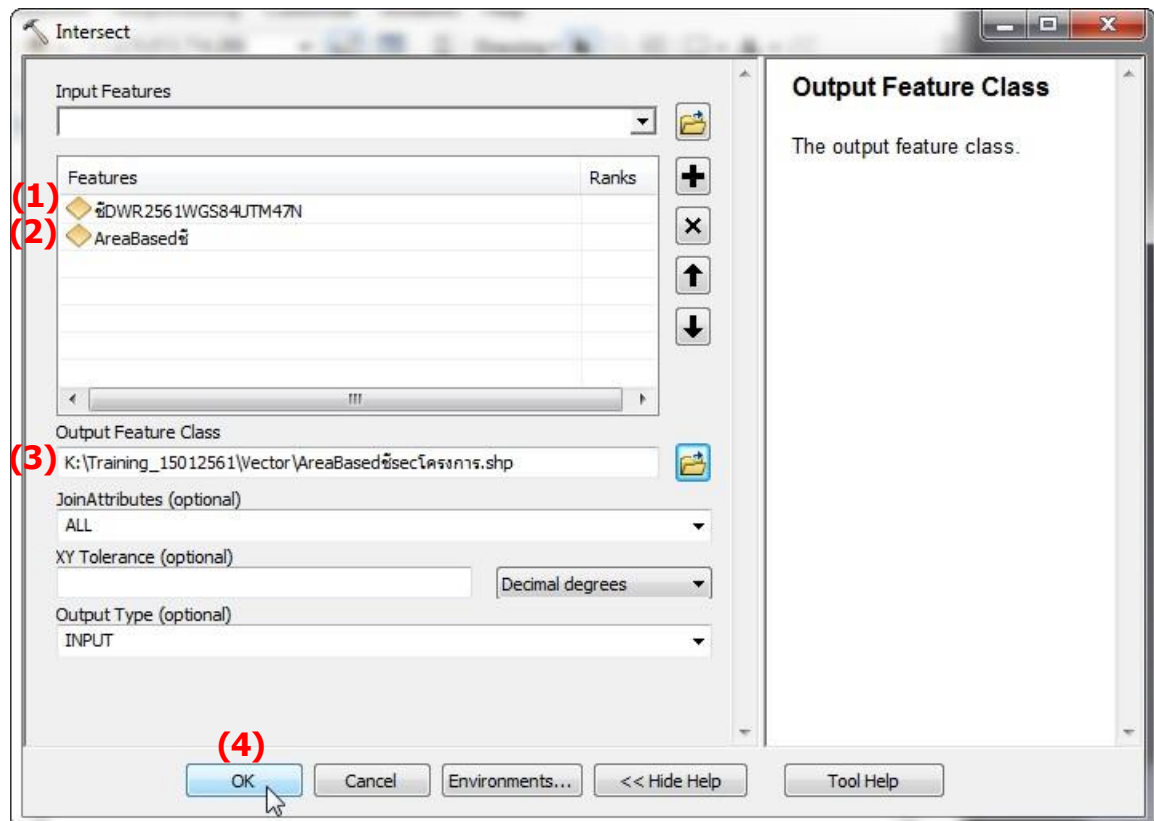 Intersect
Input Features
Features Ranks
(1) ชีDWR2561WGS84UTM47N
(2) AreaBasedชี
Output Feature Class
(3) K:\Training_15012561\Vector\AreaBasedชีsecโครงการ.shp
JoinAttributes (optional)
ALL
XY Tolerance (optional)
Decimal degrees
Output Type (optional)
INPUT
(4)
OK Cancel Environments... << Hide Help Tool Help
Output Feature Class
The output feature class.